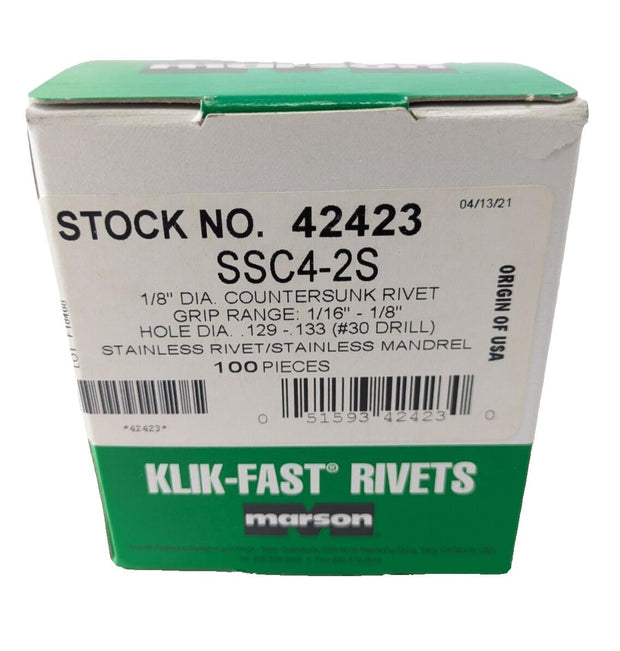 marson
STOCK NO. 42423
04/13/21
SSC4-2S
1/8" DIA. COUNTERSUNK RIVET
GRIP RANGE: 1/16" - 1/8"
HOLE DIA. .129 -.133 (#30 DRILL)
STAINLESS RIVET/STAINLESS MANDREL
100 PIECES
ORIGIN OF USA
*42423*
0 51593 42423 0
KLIK-FAST® RIVETS
marson